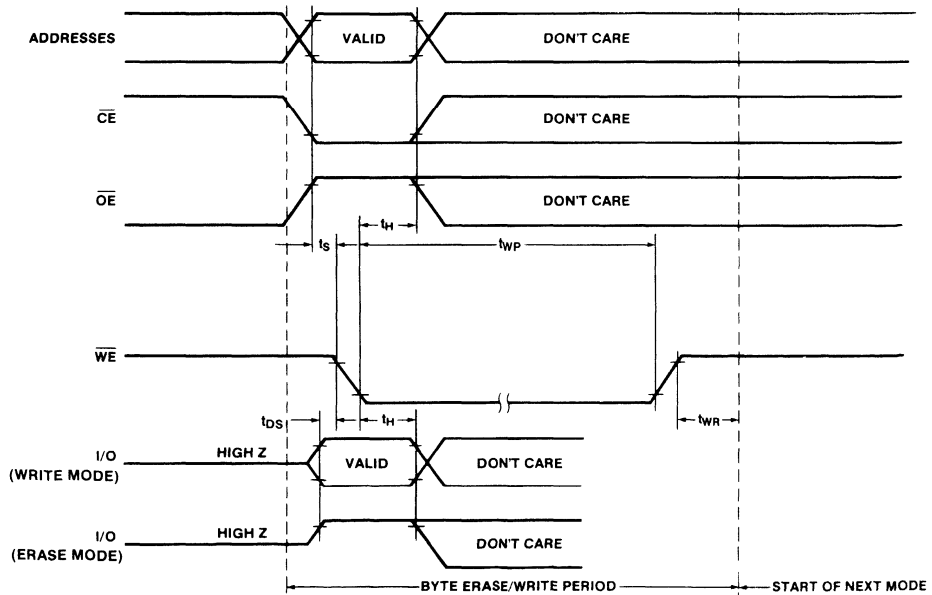 ADDRESSES
VALID
DON'T CARE
CE
DON'T CARE
OE
DON'T CARE
tS
tH
tWP
WE
tDS
tH
tWR
I/O
(WRITE MODE)
HIGH Z
VALID
DON'T CARE
I/O
(ERASE MODE)
HIGH Z
DON'T CARE
BYTE ERASE/WRITE PERIOD
START OF NEXT MODE